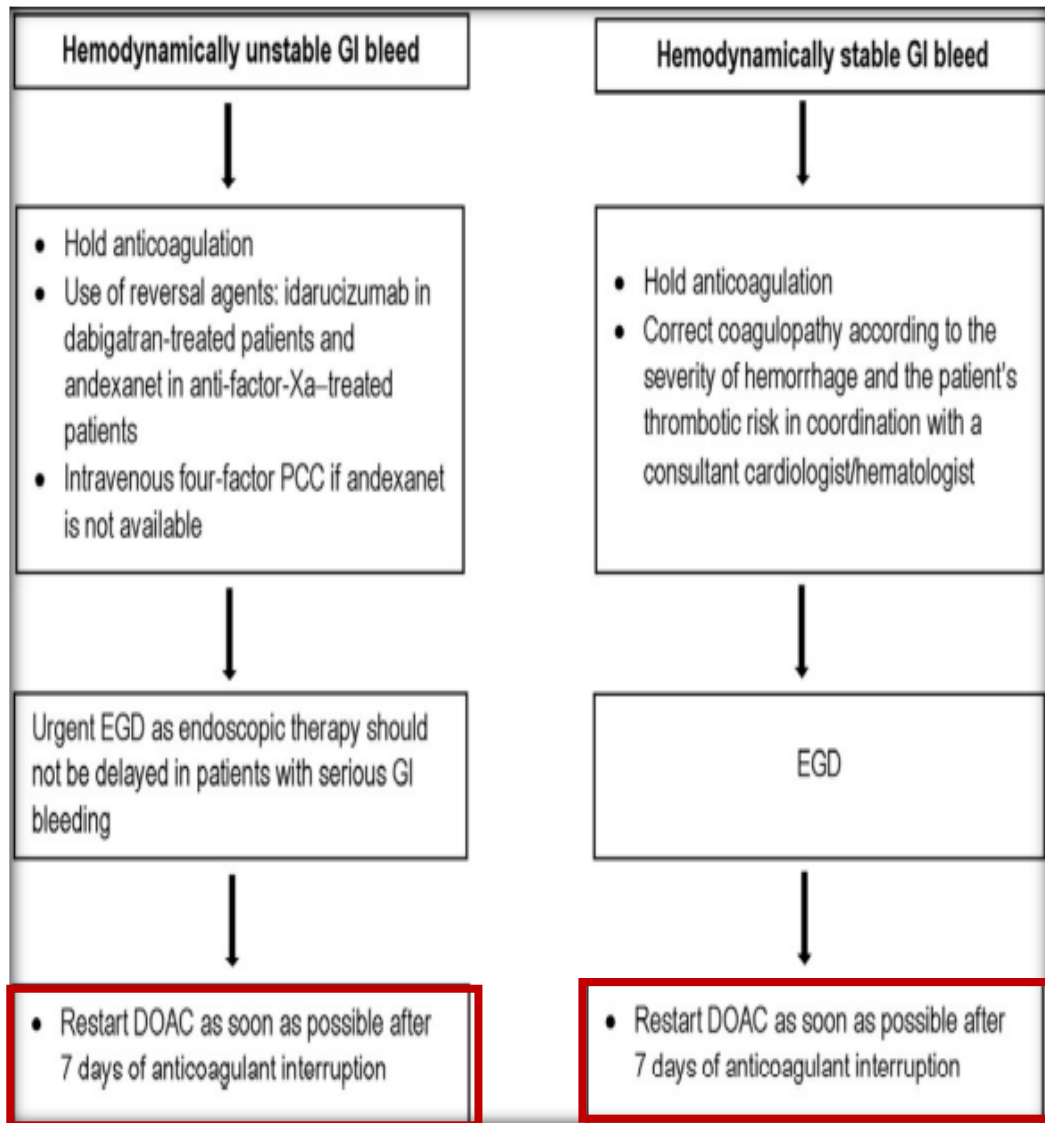 Hemodynamically unstable GI bleed
• Hold anticoagulation
• Use of reversal agents: idarucizumab in
dabigatran-treated patients and
andexanet in anti-factor-Xa–treated
patients
• Intravenous four-factor PCC if andexanet
is not available
Urgent EGD as endoscopic therapy should
not be delayed in patients with serious GI
bleeding
• Restart DOAC as soon as possible after
7 days of anticoagulant interruption
Hemodynamically stable GI bleed
• Hold anticoagulation
• Correct coagulopathy according to the
severity of hemorrhage and the patient's
thrombotic risk in coordination with a
consultant cardiologist/hematologist
EGD
• Restart DOAC as soon as possible after
7 days of anticoagulant interruption